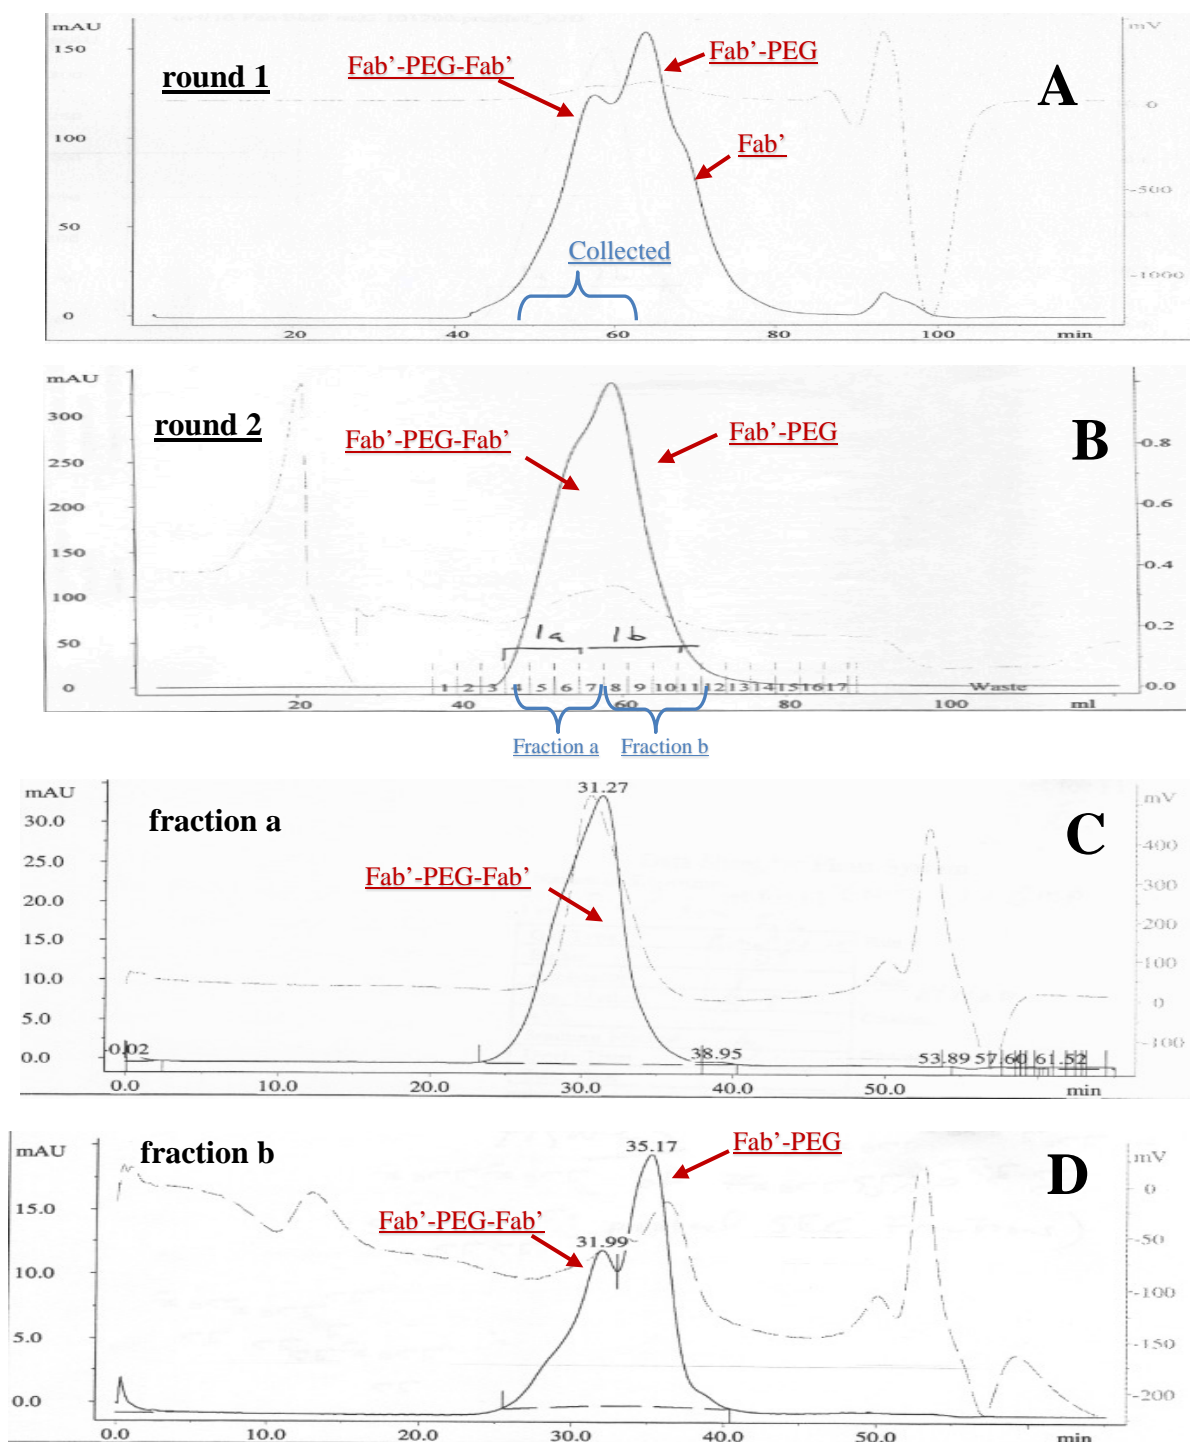 mAU
mV
round 1
Fab’-PEG-Fab’
Fab’-PEG
A
Fab’
150
100
50
0
0
-500
-1000
Collected
20
60
80
100
min
mAU
round 2
Fab’-PEG-Fab’
Fab’-PEG
B
300
250
200
150
100
50
0
0.8
0.6
0.4
0.2
0.0
1a
1b
1 2 3 4 5 6 7 8 9 10 11 12 13 14 15 16 17 Waste
20 40 60 80 100 ml
Fraction a
Fraction b
mAU
31.27
mV
fraction a
C
Fab’-PEG-Fab’
30.0
25.0
20.0
15.0
10.0
5.0
0.0
400
300
200
100
0
-100
-0.02
38.95
53.89 57.60 61.52
0.0 10.0 20.0 30.0 40.0 50.0 min
mAU
fraction b
35.17
Fab’-PEG
D
mV
Fab’-PEG-Fab’
31.99
15.0
10.0
5.0
0.0
0
-50
-100
-150
-200
0.0 10.0 20.0 30.0 40.0 50.0 min